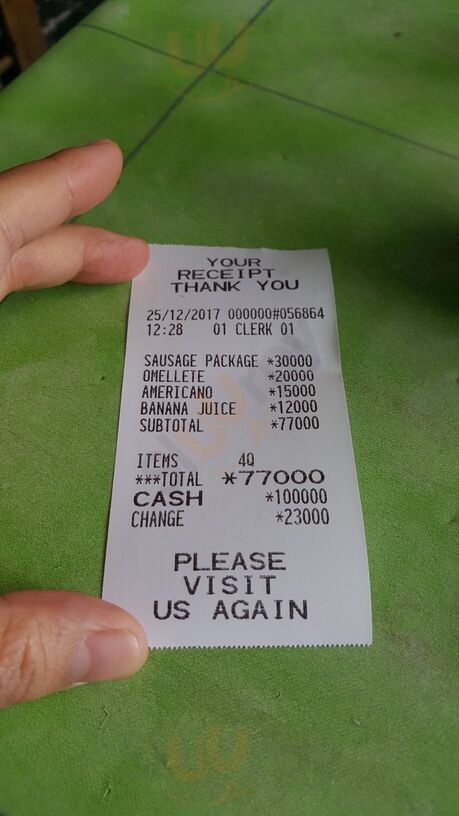 YOUR
RECEIPT
THANK YOU
25/12/2017 000000#056864
12:28 01 CLERK 01
SAUSAGE PACKAGE *30000
OMELLETE *20000
AMERICANO *15000
BANANA JUICE *12000
SUBTOTAL *77000
ITEMS 4Q
***TOTAL *77000
CASH *100000
CHANGE *23000
PLEASE
VISIT
US AGAIN